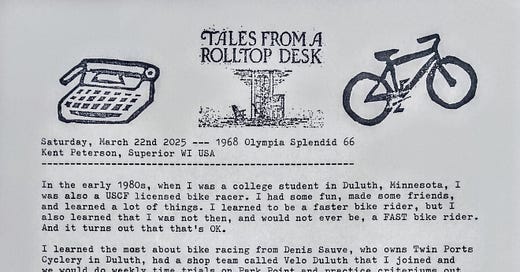 TALES FROM A
ROLLTOP DESK
Saturday, March 22nd 2025 --- 1968 Olympia Splendid 66
Kent Peterson, Superior WI USA
-------------------------------------------------------
In the early 1980s, when I was a college student in Duluth, Minnesota, I
was also a USCF licensed bike racer. I had some fun, made some friends,
and learned a lot of things. I learned to be a faster bike rider, but I
also learned that I was not then, and would not ever be, a FAST bike rider.
And it turns out that that's OK.
I learned the most about bike racing from Denis Sauve, who owns Twin Ports
Cyclery in Duluth, had a shop team called Velo Duluth that I joined and
we would do weekly time trials on Park Point and practice criteriums out